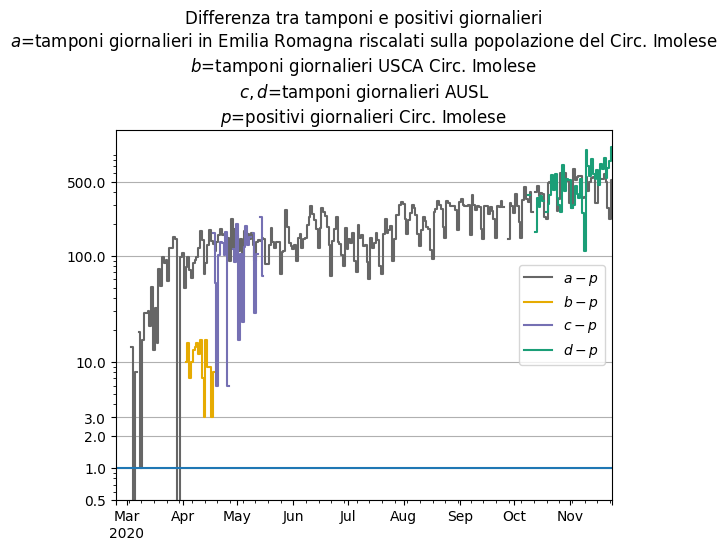 Differenza tra tamponi e positivi giornalieri
a=tamponi giornalieri in Emilia Romagna riscalati sulla popolazione del Circ. Imolese
b=tamponi giornalieri USCA Circ. Imolese
c, d=tamponi giornalieri AUSL
p=positivi giornalieri Circ. Imolese
500.0
100.0
10.0
3.0
2.0
1.0
0.5
a − p
b − p
c − p
d − p
Mar Apr May Jun Jul Aug Sep Oct Nov
2020